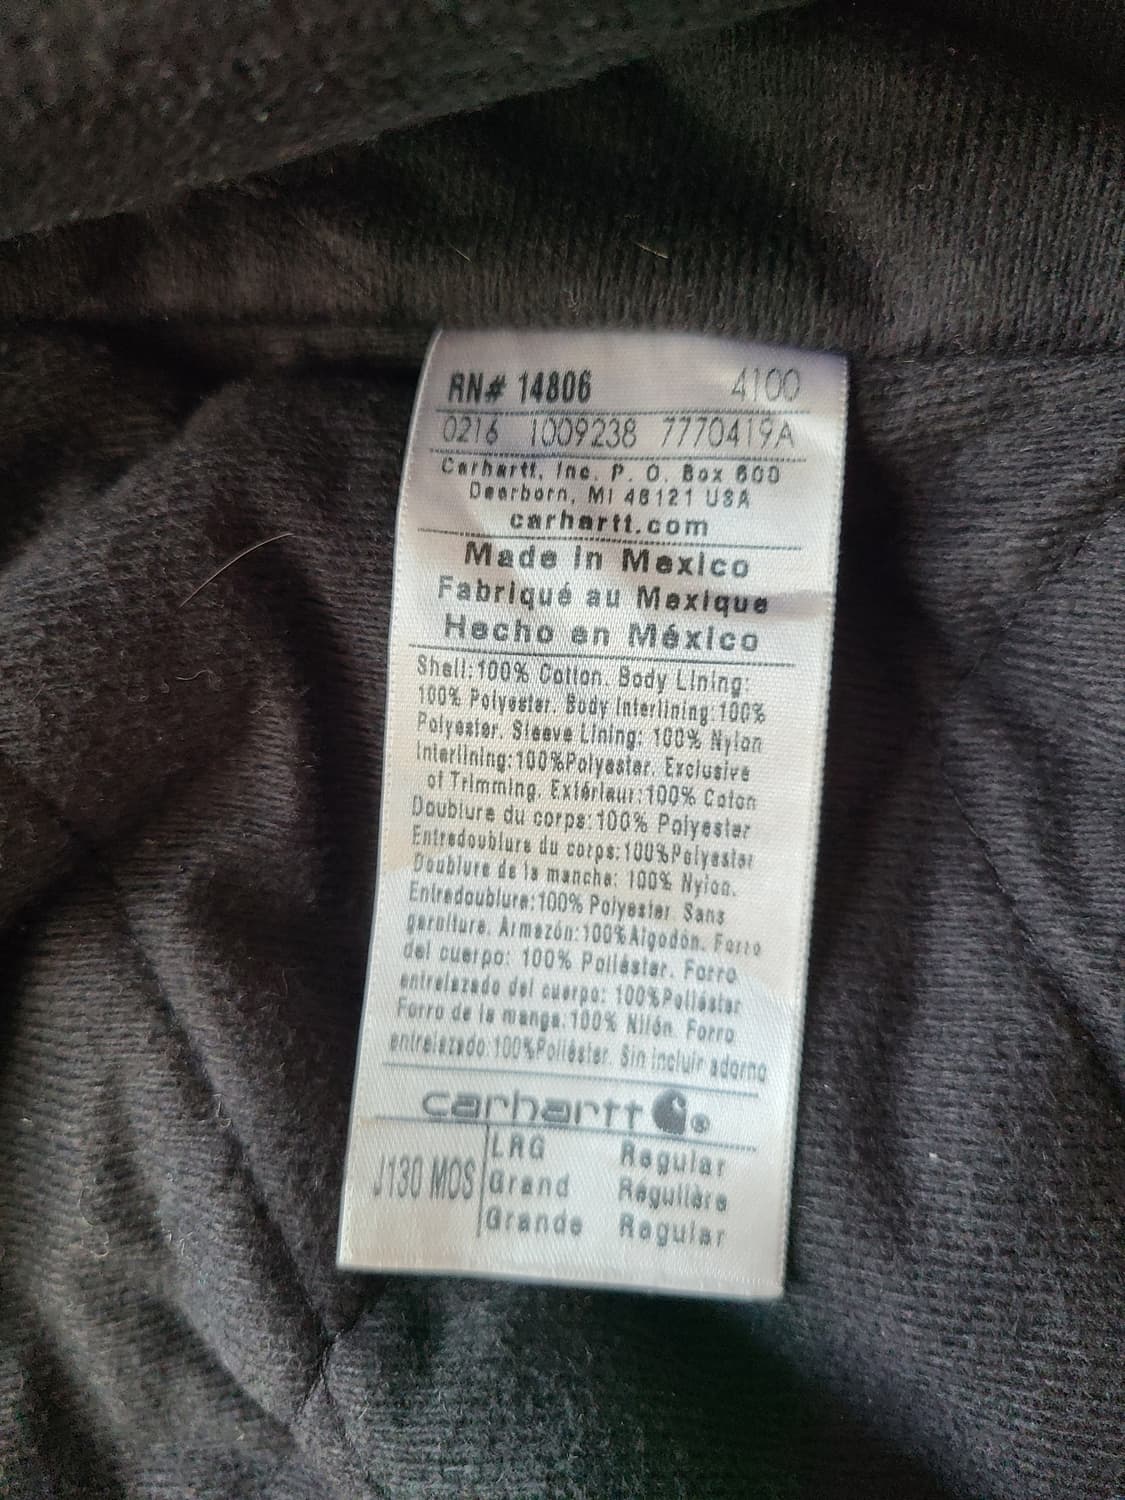 RN# 14806 4100
0216 1009238 7770419A
Carhartt, Inc. P. O. Box 600
Dearborn, MI 48121 USA
carhartt.com
Made in Mexico
Fabriqué au Mexique
Hecho en México
Shell:100% Cotton. Body Lining:
100% Polyester. Body Interlining:100%
Polyester. Sleeve Lining: 100% Nylon
Interlining:100%Polyester. Exclusive
of Trimming. Extérieur:100% Coton
Doublure du corps:100% Polyester
Entredoublure du corps:100%Polyester
Doublure de la manche: 100% Nylon.
Entredoublure:100% Polyester. Sans
garniture. Armazón:100%Algodón. Forro
del cuerpo: 100% Poliéster. Forro
entrelazado del cuerpo: 100%Poliéster
Forro de la manga:100% Nilón. Forro
entrelazado:100%Poliéster. Sin incluir adorno
carhartt ®
J130 MOS LRG Regular
Grand Régulière
Grande Regular